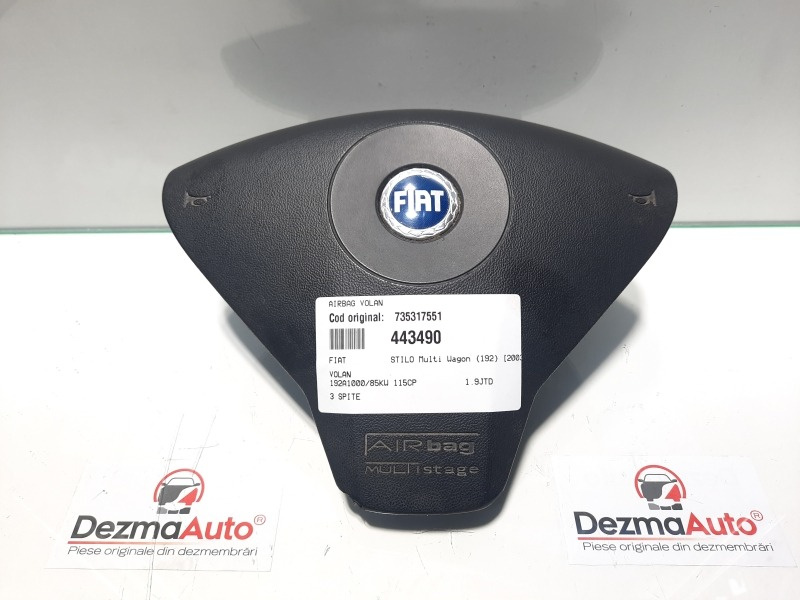 FIAT
AIRBAG VOLAN
Cod original: 735317551
443490
FIAT STILO Multi Wagon (192) [2003
VOLAN
192A1000/85KW 115CP 1.9JTD
3 SPITE
AIRbag
MULTIstage
DezmaAuto®
Piese originale din dezmembrări
DezmaAuto®
Piese originale din dezmembrări